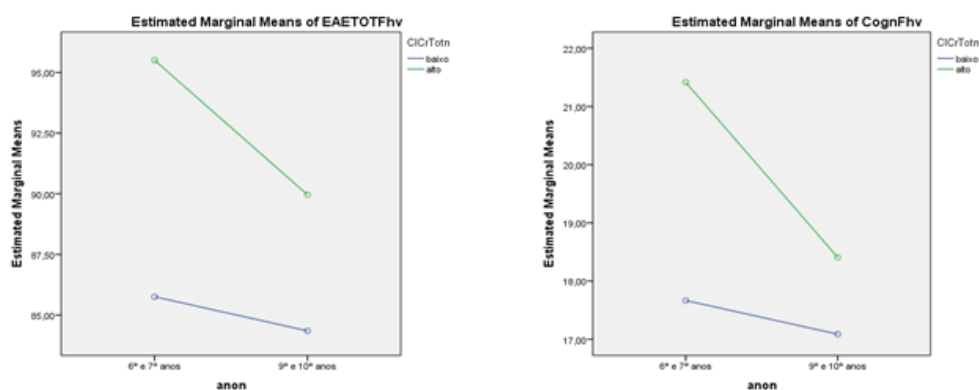 Estimated Marginal Means of EAETOTFhv
Estimated Marginal Means
95,00
92,50
90,00
87,50
85,00
6º e 7º anos
9º e 10º anos
anon
ClCrTotn
baixo
alto
Estimated Marginal Means of CognFhv
Estimated Marginal Means
22,00
21,00
20,00
19,00
18,00
17,00
6º e 7º anos
9º e 10º anos
anon
ClCrTotn
baixo
alto